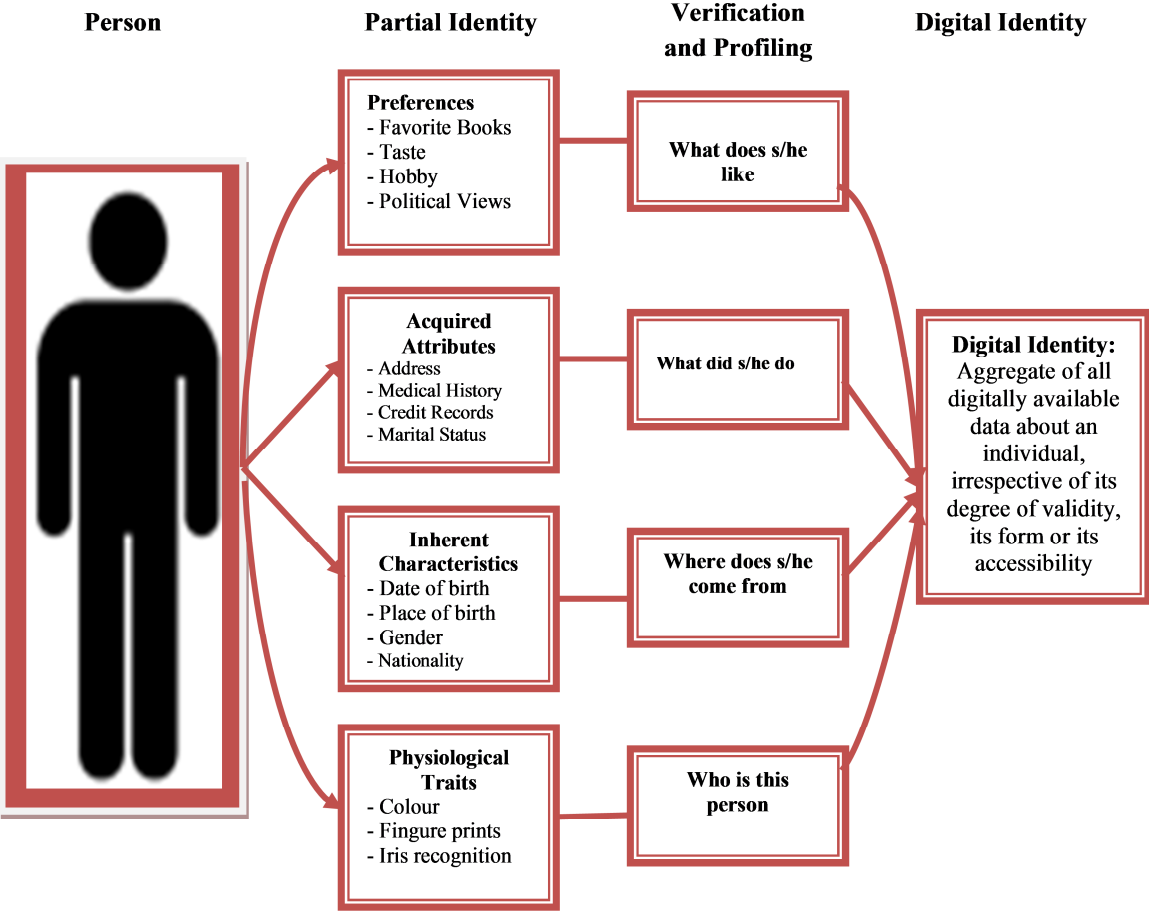 Person
Partial Identity
Verification
and Profiling
Digital Identity
Preferences
- Favorite Books
- Taste
- Hobby
- Political Views
What does s/he
like
Acquired
Attributes
- Address
- Medical History
- Credit Records
- Marital Status
What did s/he do
Inherent
Characteristics
- Date of birth
- Place of birth
- Gender
- Nationality
Where does s/he
come from
Physiological
Traits
- Colour
- Fingure prints
- Iris recognition
Who is this
person
Digital Identity:
Aggregate of all
digitally available
data about an
individual,
irrespective of its
degree of validity,
its form or its
accessibility